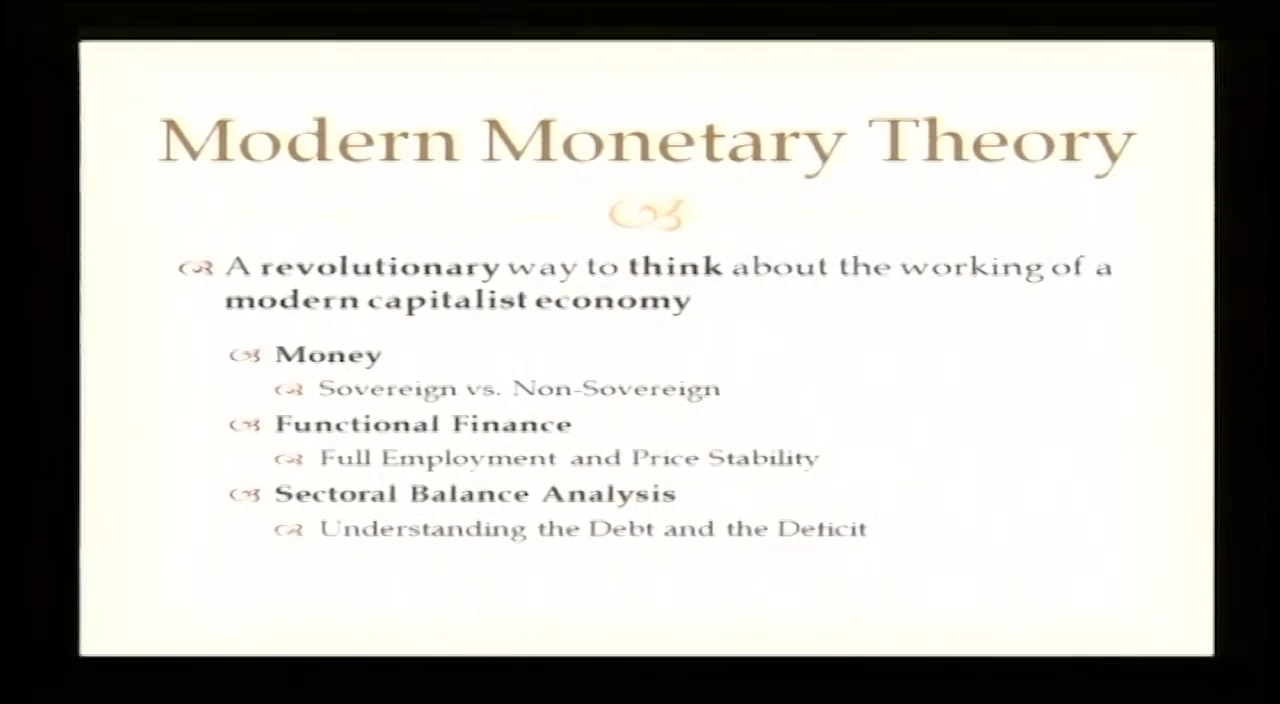 Modern Monetary Theory
A revolutionary way to think about the working of a
modern capitalist economy
Money
Sovereign vs. Non-Sovereign
Functional Finance
Full Employment and Price Stability
Sectoral Balance Analysis
Understanding the Debt and the Deficit